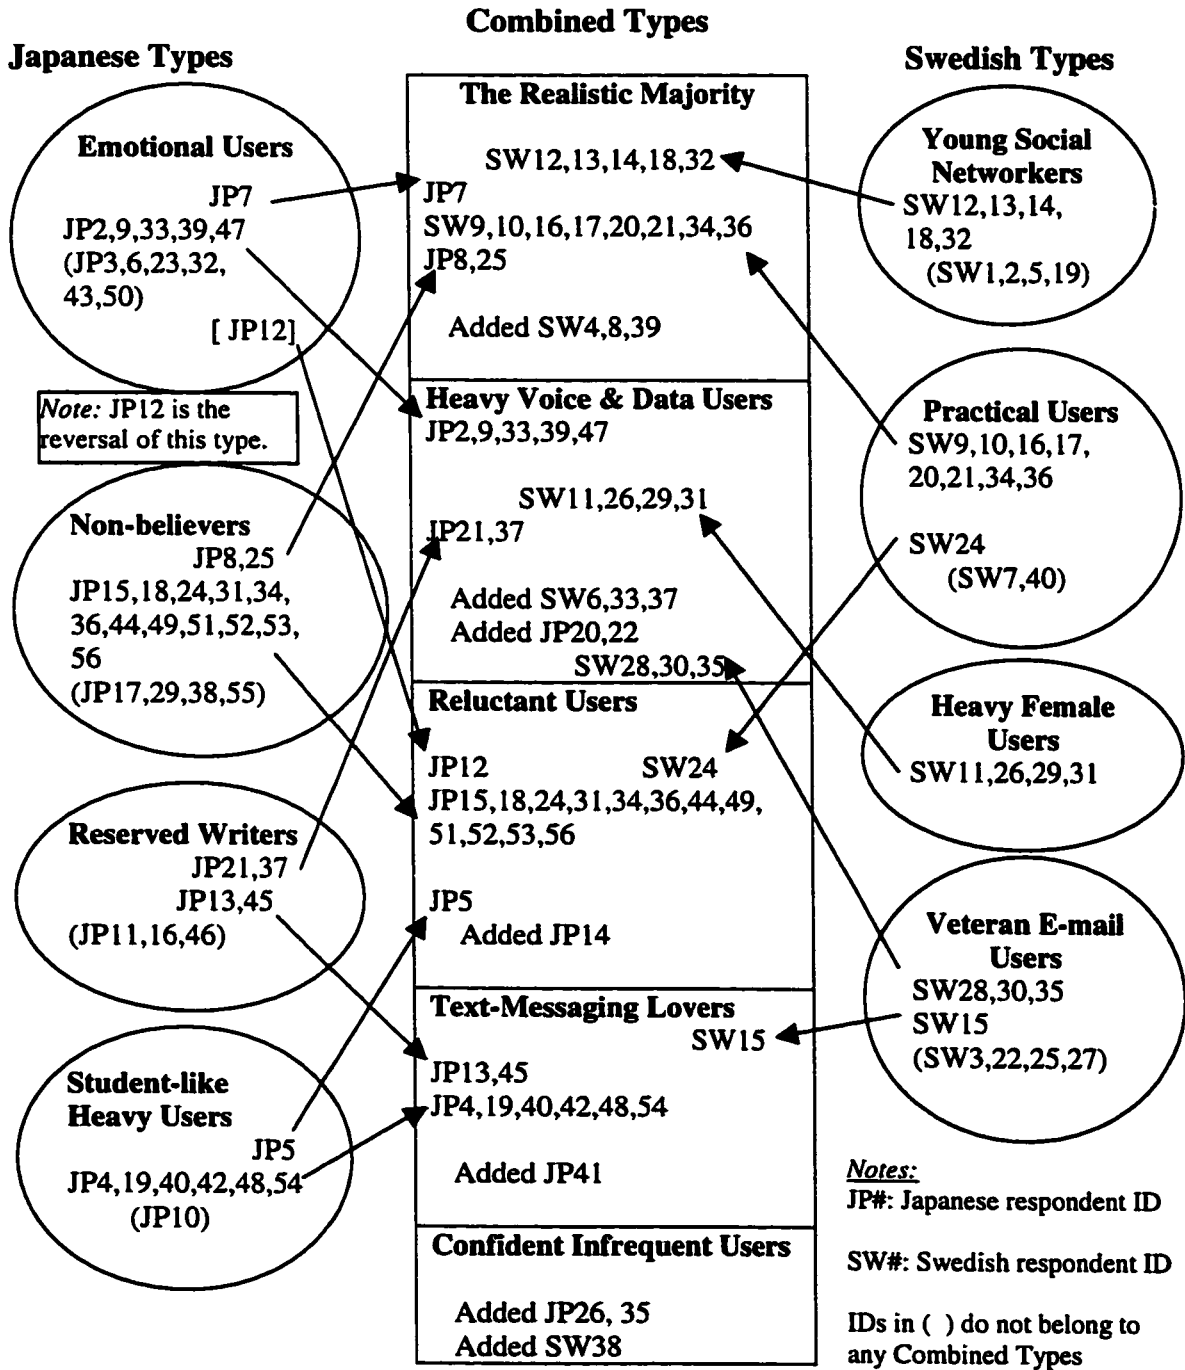 Combined Types
Japanese Types
Swedish Types
Emotional Users
JP7
JP2,9,33,39,47
(JP3,6,23,32,
43,50)
[ JP12]
Note: JP12 is the
reversal of this type.
Non-believers
JP8,25
JP15,18,24,31,34,
36,44,49,51,52,53,
56
(JP17,29,38,55)
Reserved Writers
JP21,37
JP13,45
(JP11,16,46)
Student-like
Heavy Users
JP5
JP4,19,40,42,48,54
(JP10)
The Realistic Majority
SW12,13,14,18,32
JP7
SW9,10,16,17,20,21,34,36
JP8,25
Added SW4,8,39
Heavy Voice & Data Users
JP2,9,33,39,47
SW11,26,29,31
JP21,37
Added SW6,33,37
Added JP20,22
SW28,30,35
Reluctant Users
JP12 SW24
JP15,18,24,31,34,36,44,49,
51,52,53,56
JP5
Added JP14
Text-Messaging Lovers
SW15
JP13,45
JP4,19,40,42,48,54
Added JP41
Confident Infrequent Users
Added JP26, 35
Added SW38
Young Social
Networkers
SW12,13,14,
18,32
(SW1,2,5,19)
Practical Users
SW9,10,16,17,
20,21,34,36
SW24
(SW7,40)
Heavy Female
Users
SW11,26,29,31
Veteran E-mail
Users
SW28,30,35
SW15
(SW3,22,25,27)
Notes:
JP#: Japanese respondent ID
SW#: Swedish respondent ID
IDs in ( ) do not belong to
any Combined Types